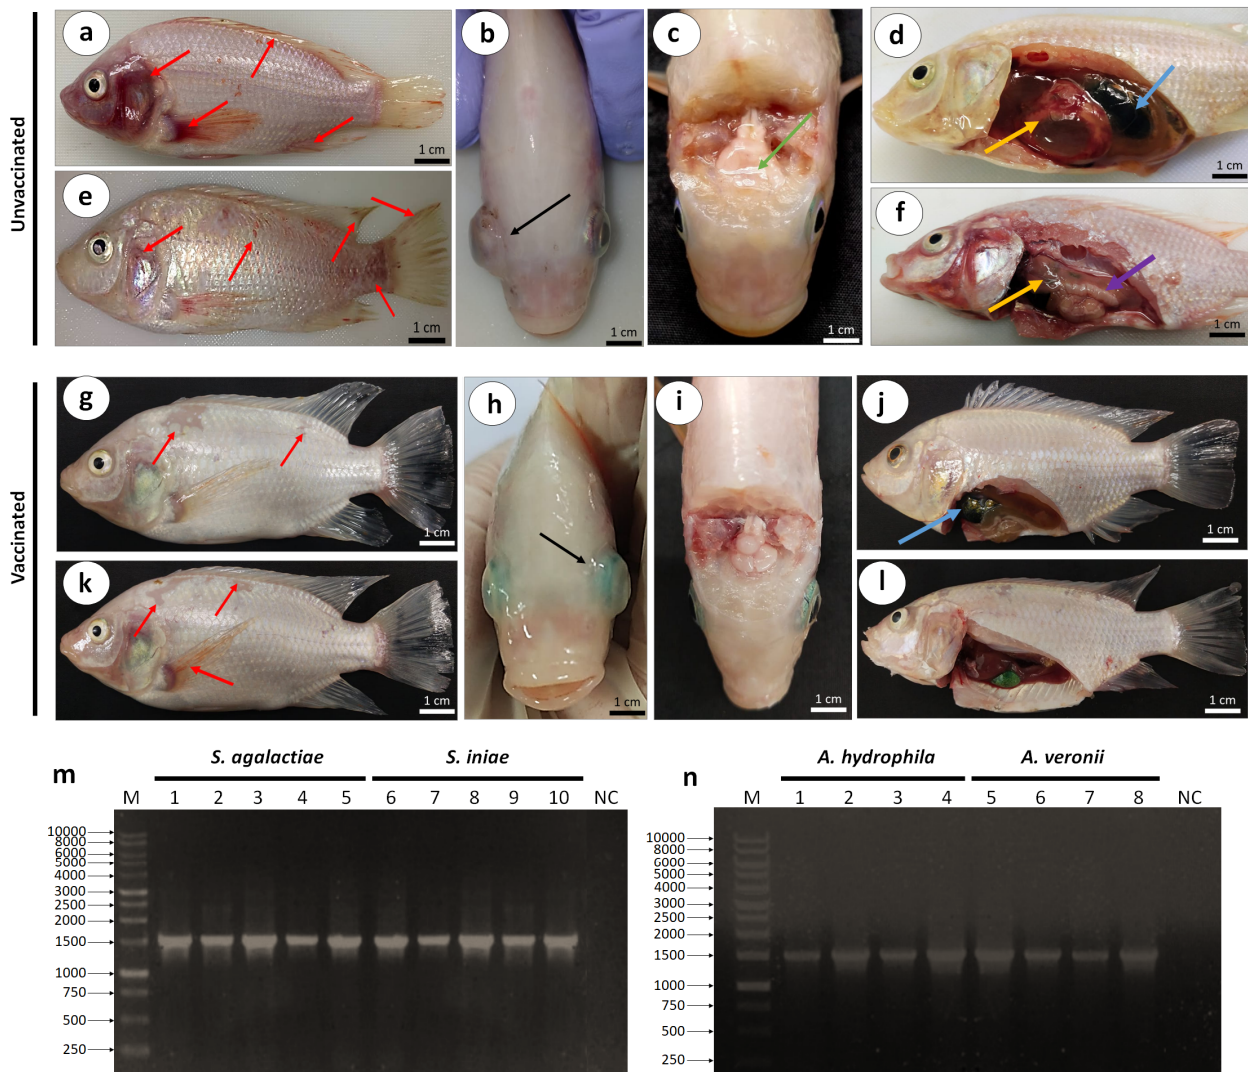 Unvaccinated
a
1 cm
b
1 cm
c
1 cm
d
1 cm
e
1 cm
f
1 cm
Vaccinated
g
1 cm
h
1 cm
i
1 cm
j
1 cm
k
1 cm
l
1 cm
m
S. agalactiae S. iniae
M 1 2 3 4 5 6 7 8 9 10 NC
10000
8000
6000
5000
4000
3000
2500
2000
1500
1000
750
500
250
n
A. hydrophila A. veronii
M 1 2 3 4 5 6 7 8 NC
10000
8000
6000
5000
4000
3000
2500
2000
1500
1000
750
500
250